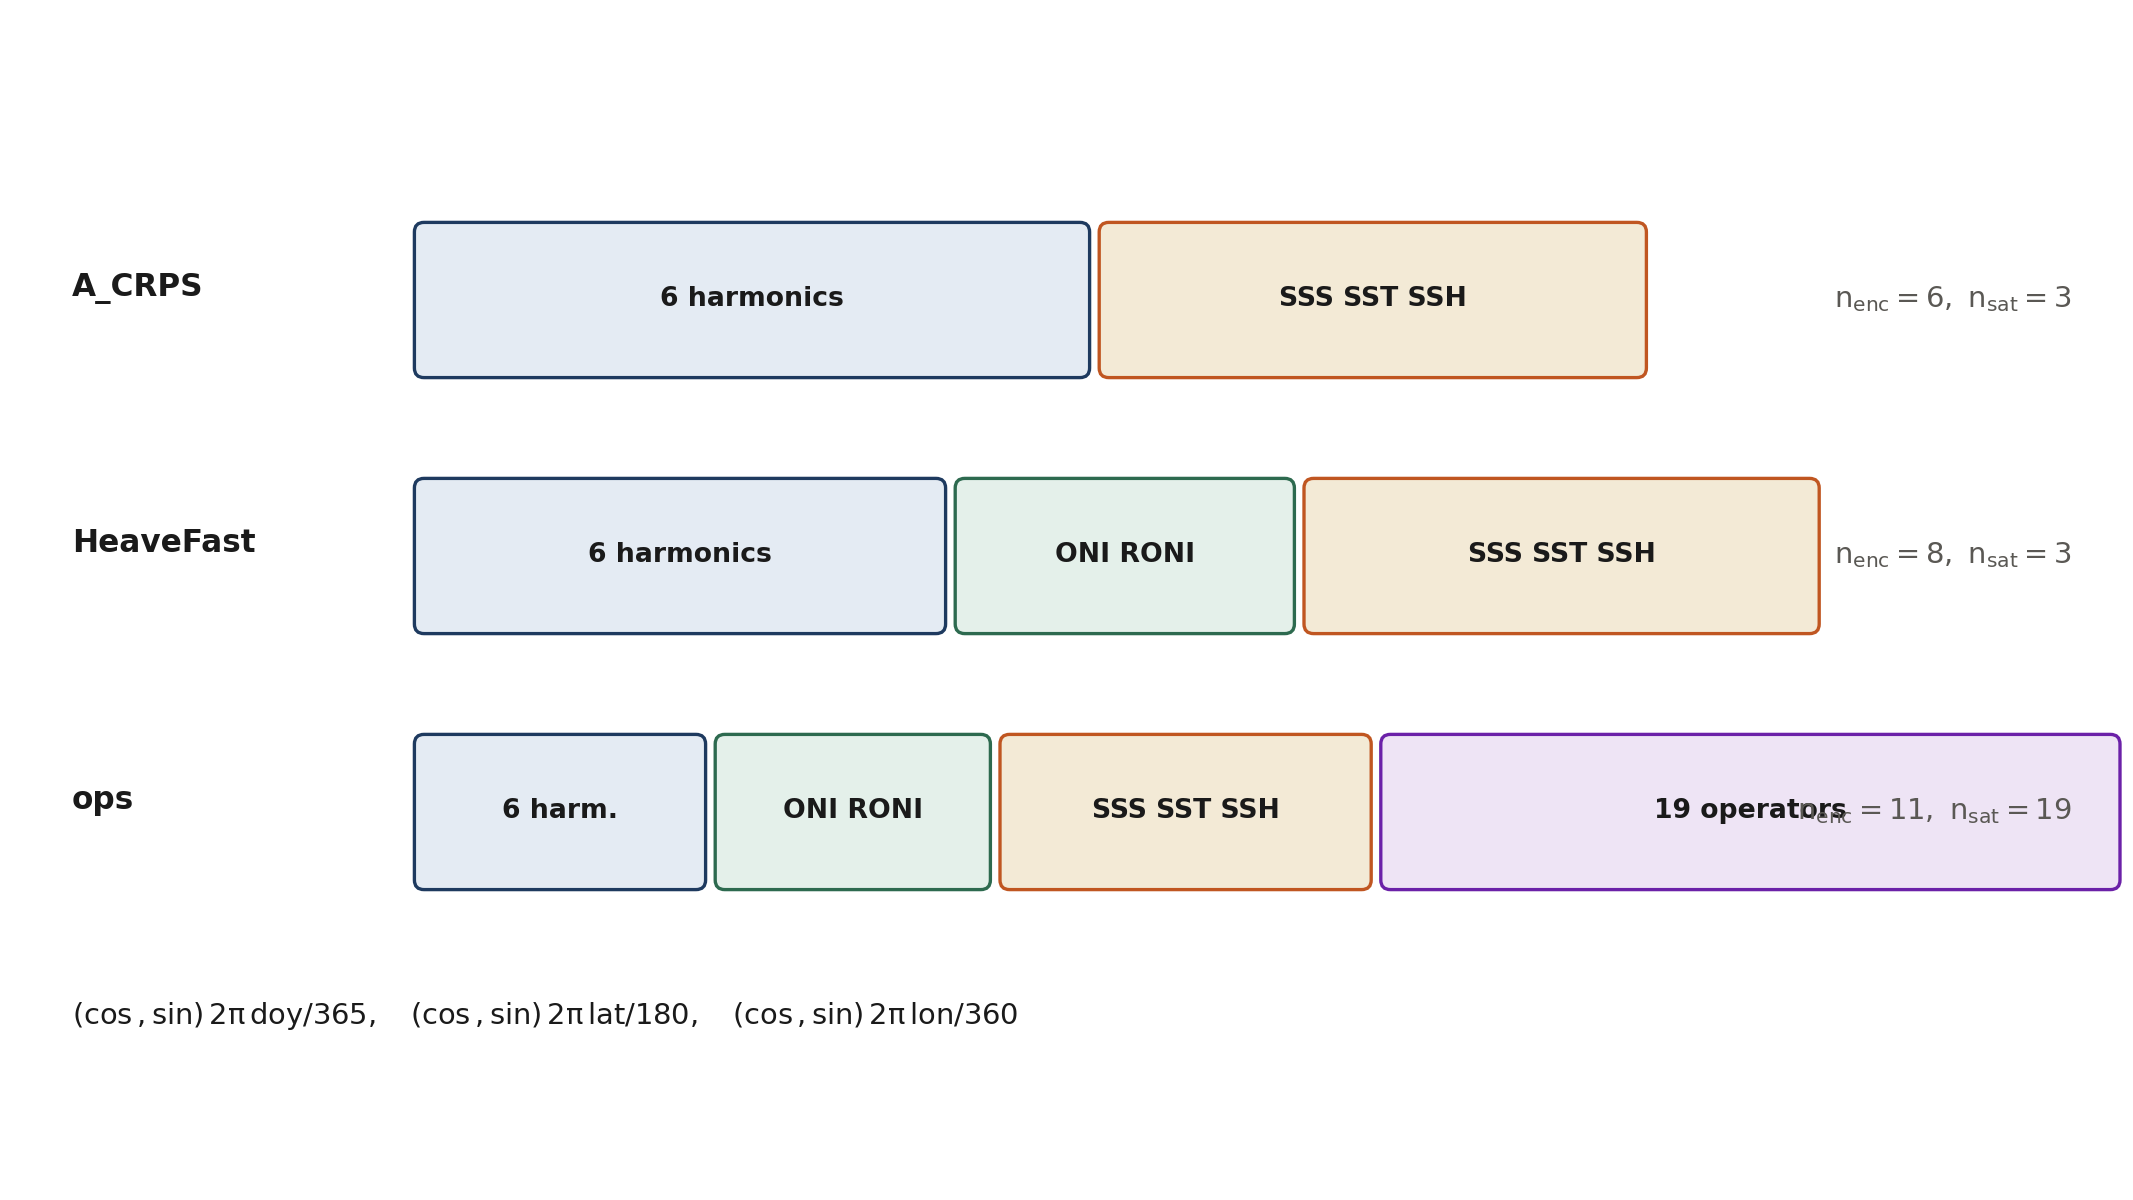 A_CRPS 6 harmonics SSS SST SSH n_enc = 6, n_sat = 3
HeaveFast 6 harmonics ONI RONI SSS SST SSH n_enc = 8, n_sat = 3
ops 6 harm. ONI RONI SSS SST SSH 19 operators n_enc = 11, n_sat = 19
(cos, sin) 2π doy/365, (cos, sin) 2π lat/180, (cos, sin) 2π lon/360